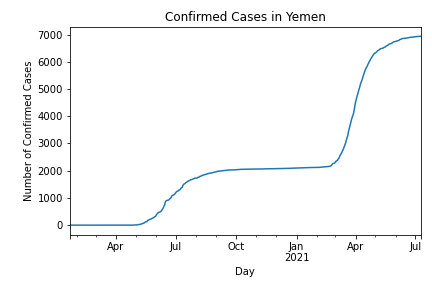 Confirmed Cases in Yemen
7000
6000
5000
4000
3000
2000
1000
0
Number of Confirmed Cases
Apr Jul Oct Jan Apr Jul
2021
Day